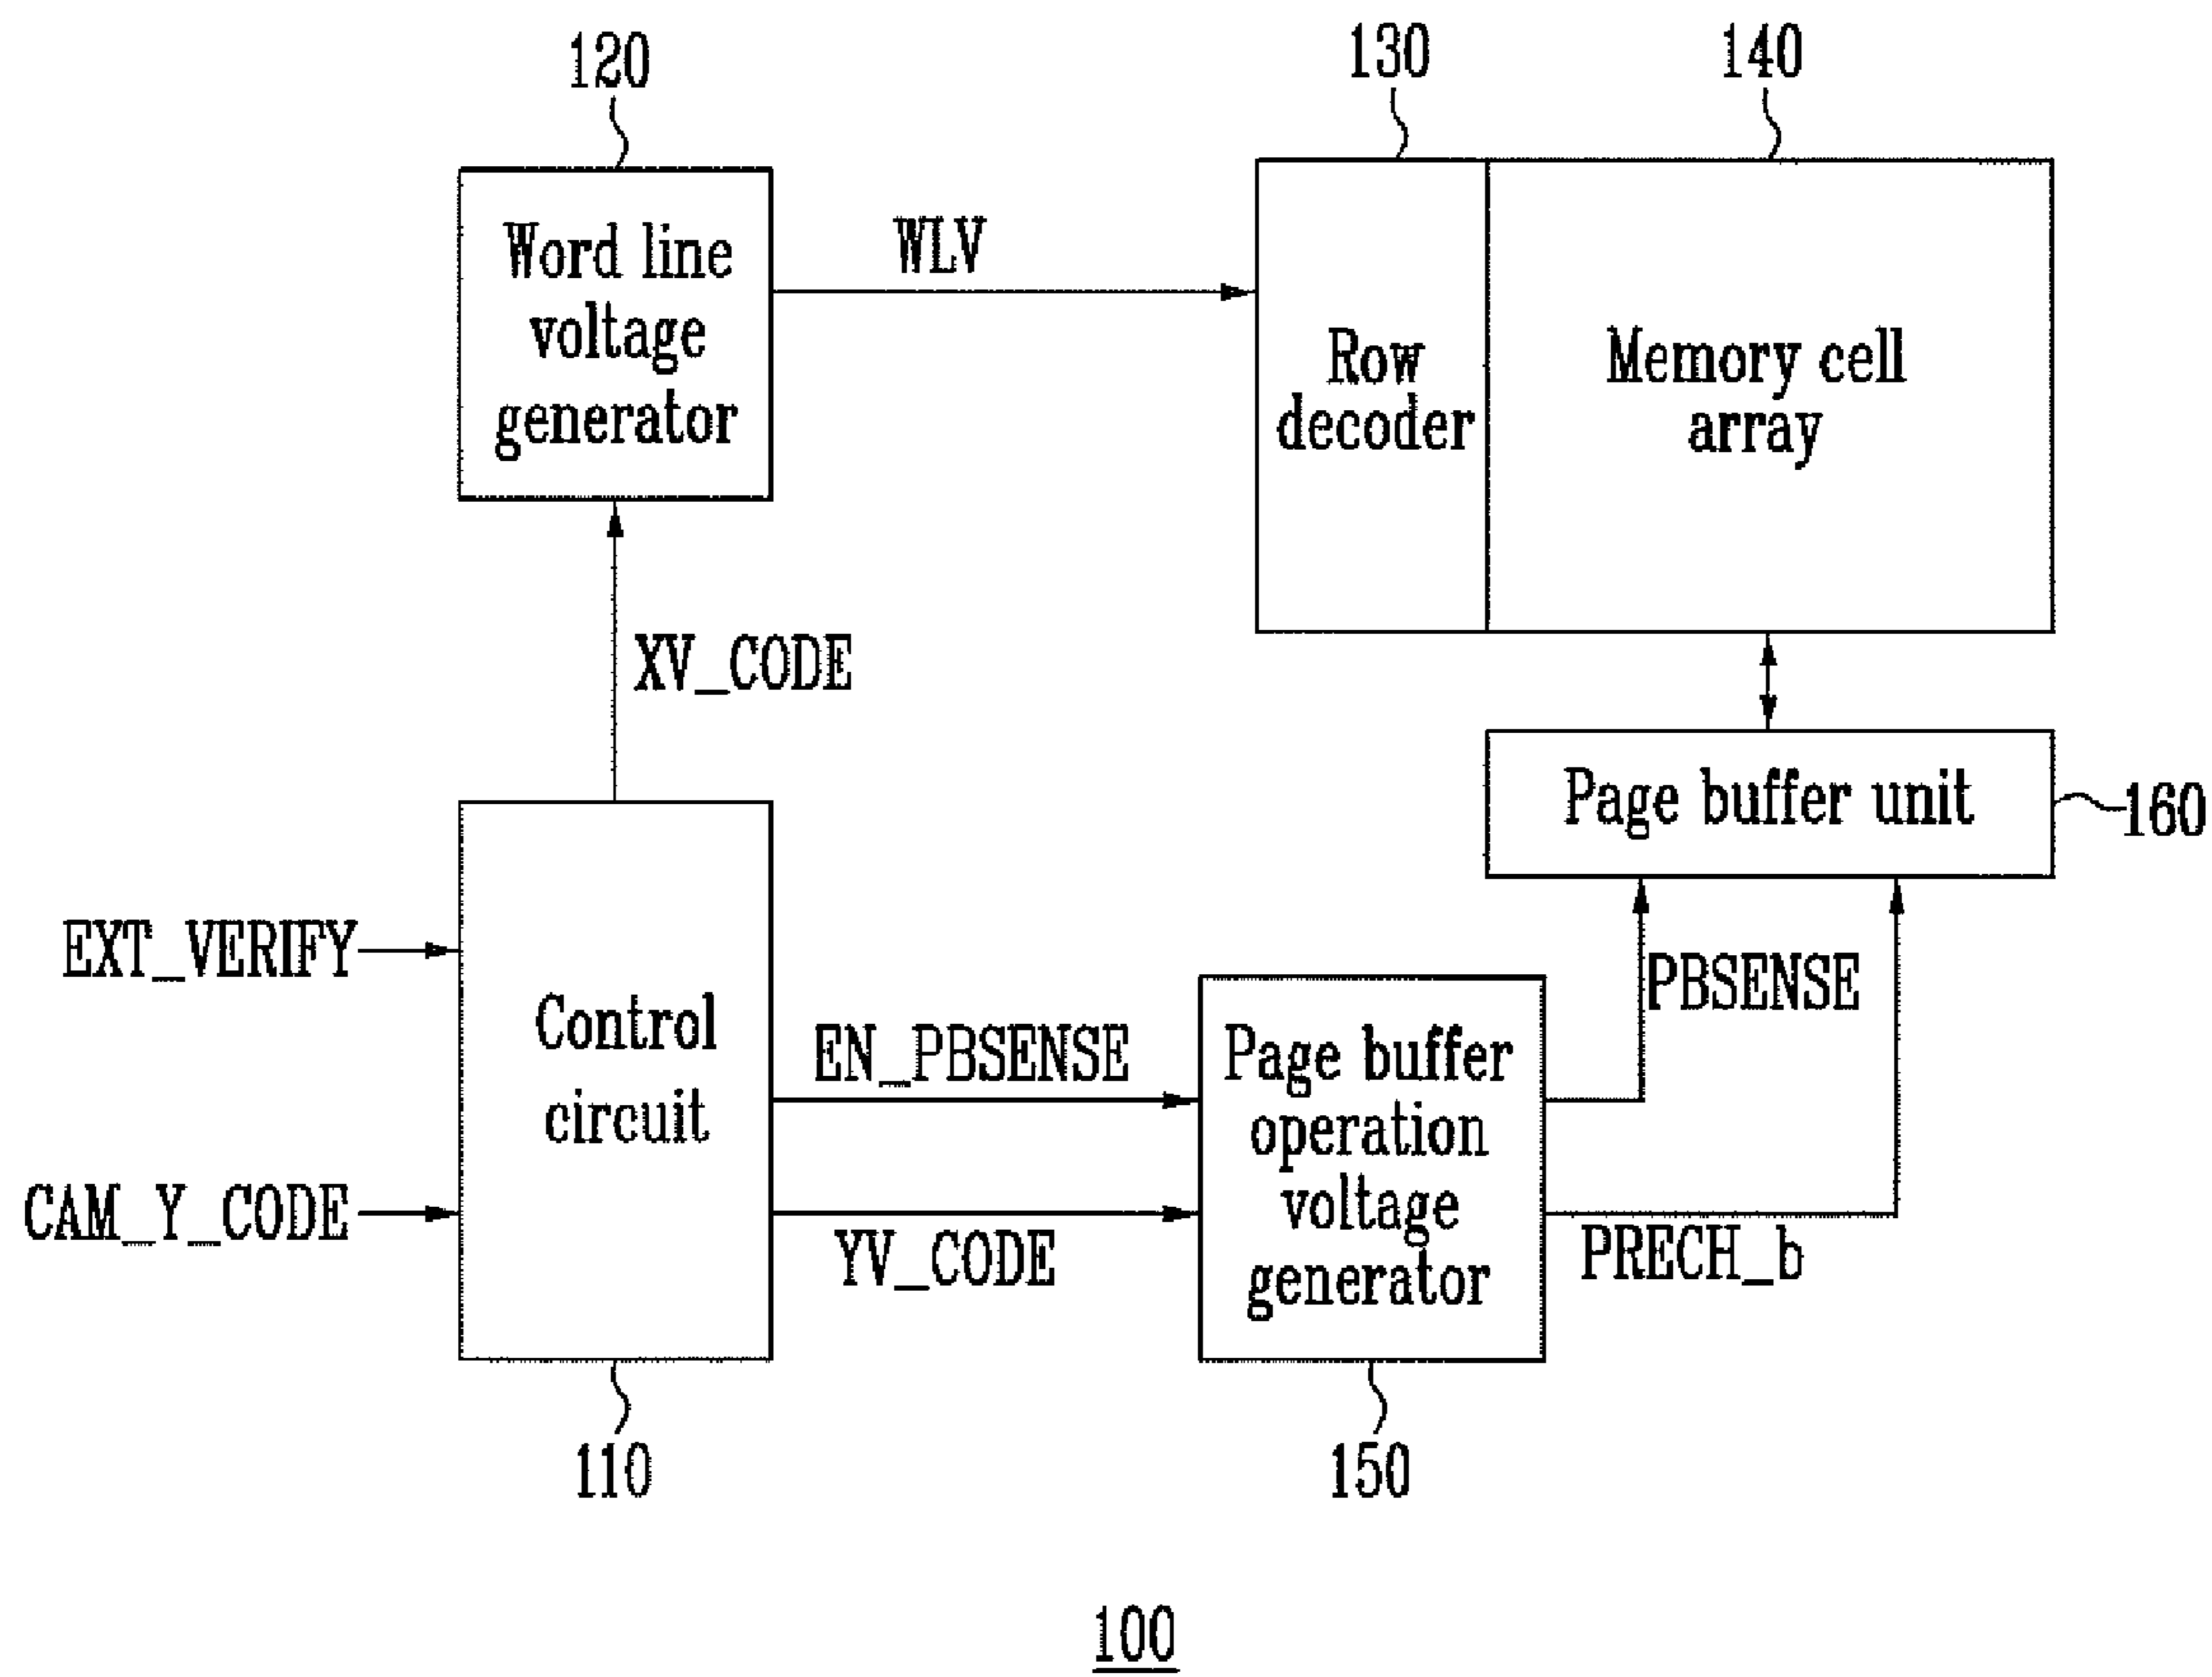 120
130
140
Word line
voltage
generator
WLV
Row
decoder
Memory cell
array
XV_CODE
Page buffer unit
160
EXT_VERIFY
CAM_Y_CODE
Control
circuit
EN_PBSENSE
YV_CODE
Page buffer
operation
voltage
generator
PBSENSE
PRECH_b
110
150
100